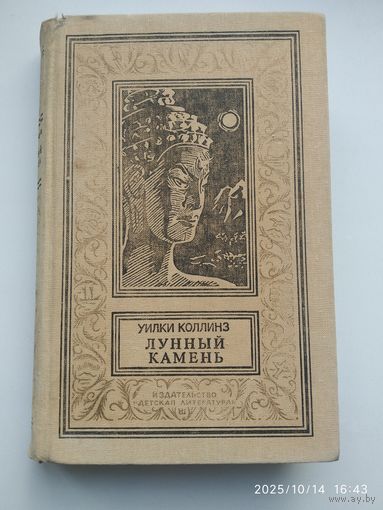 УИЛКИ КОЛЛИНЗ
ЛУННЫЙ
КАМЕНЬ
ИЗДАТЕЛЬСТВО
«ДЕТСКАЯ ЛИТЕРАТУРА»
2025/10/14 16:43
www.ay.by